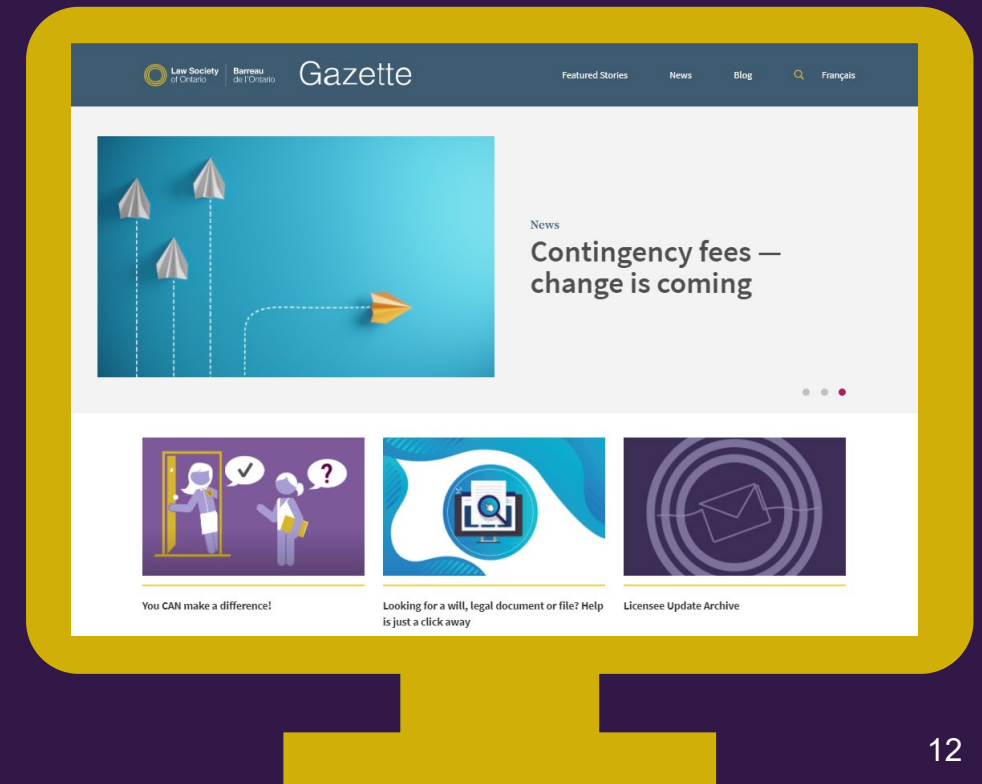 Law Society
of Ontario
Barreau
de l'Ontario
Gazette
Featured Stories
News
Blog
Français
News
Contingency fees —
change is coming
?
You CAN make a difference!
Looking for a will, legal document or file? Help
is just a click away
Licensee Update Archive
12